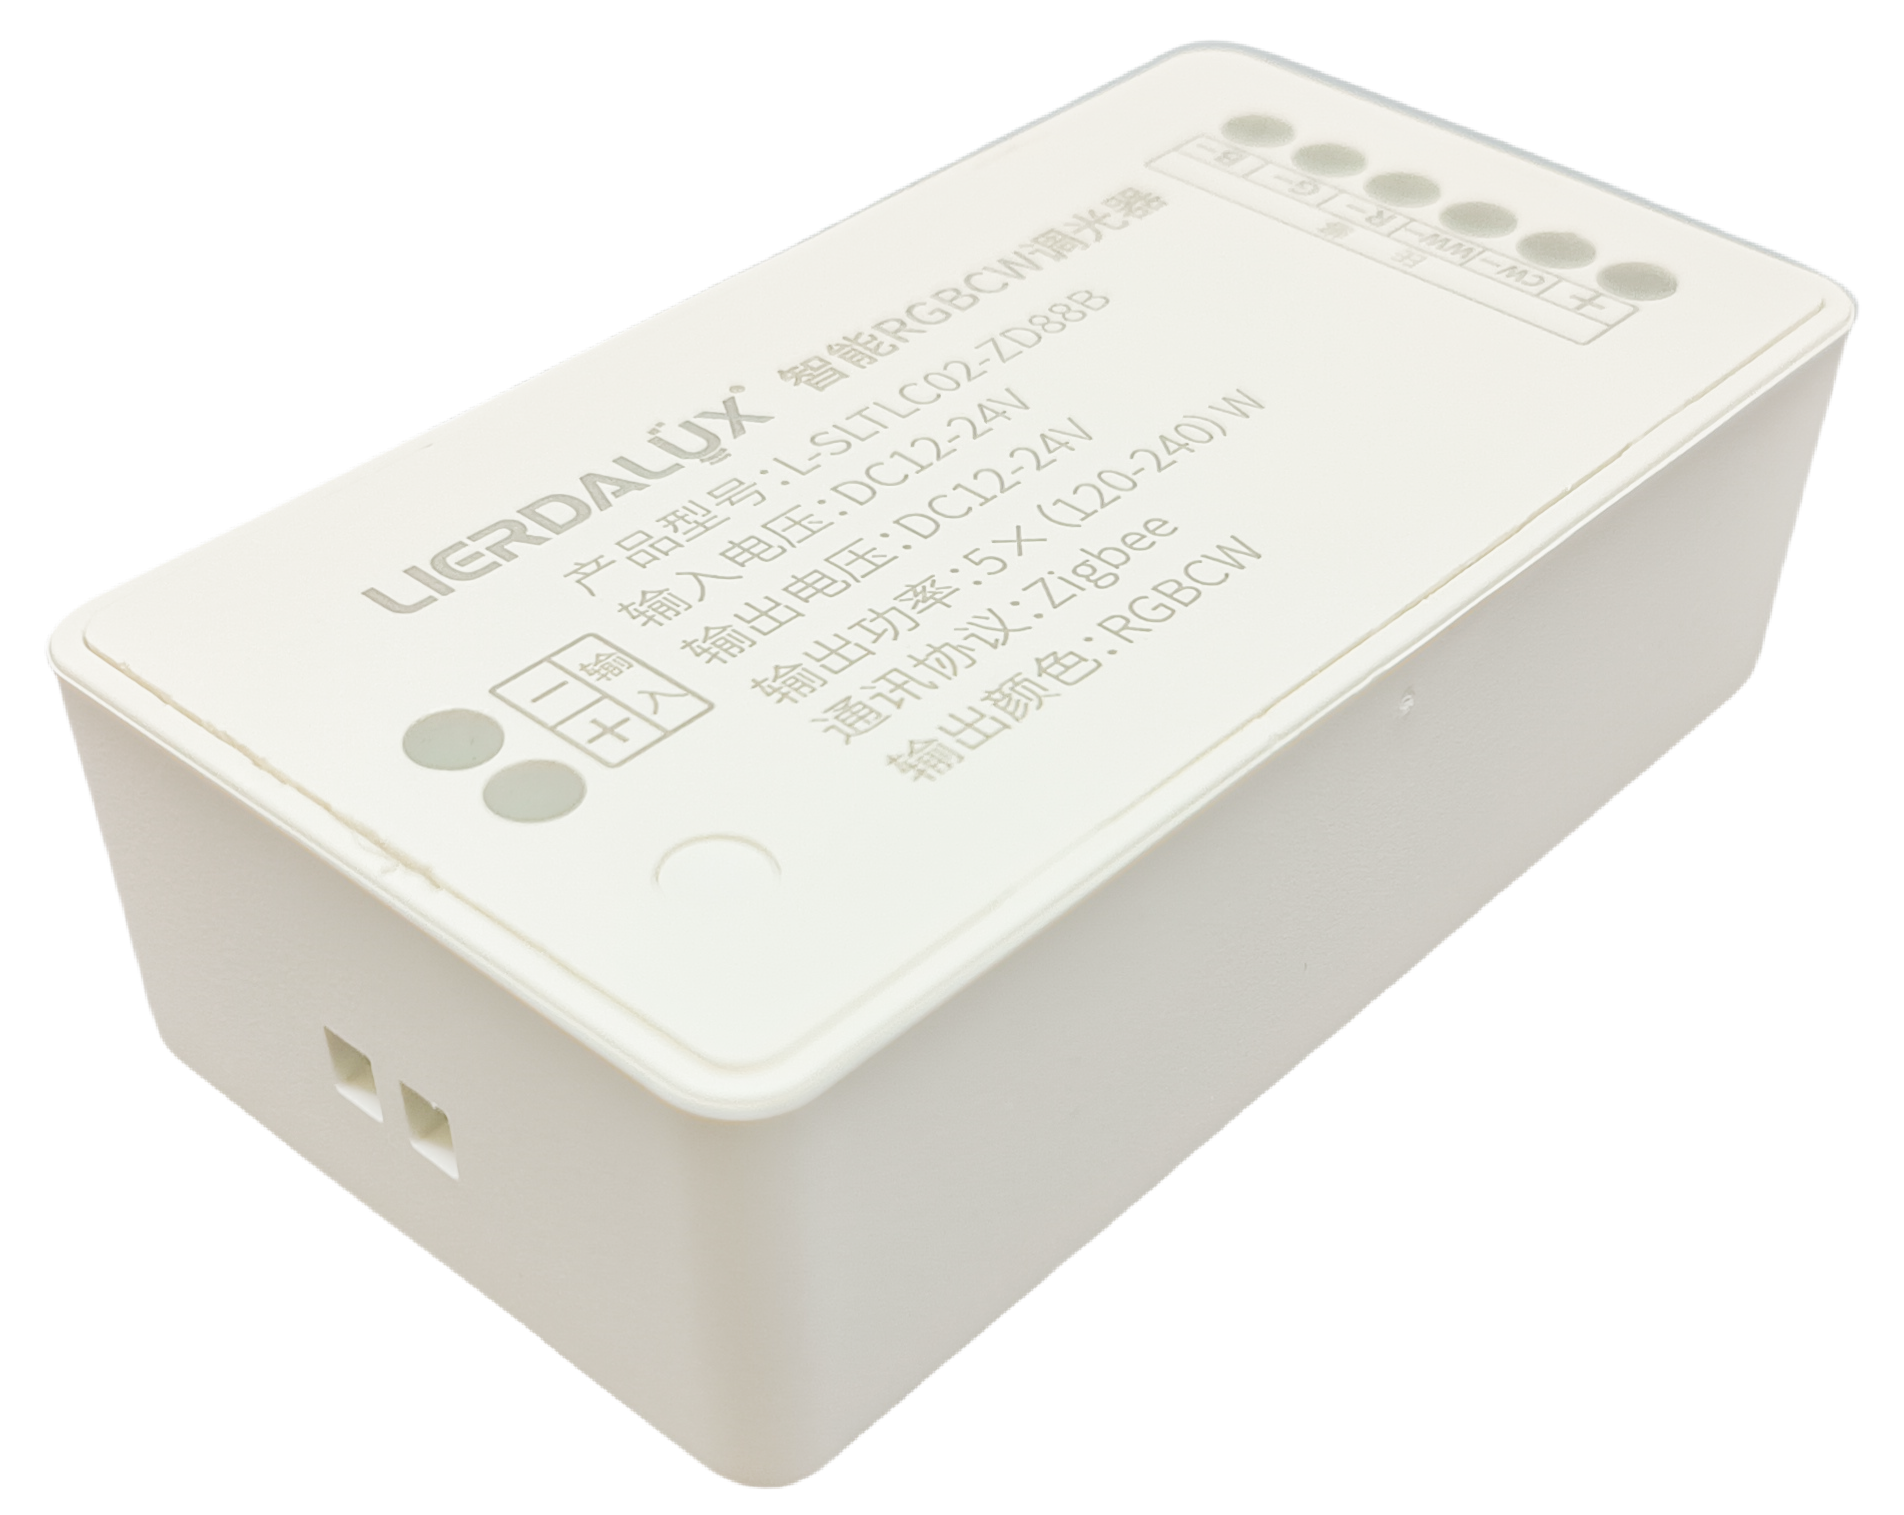 LIERDALUX® 智能RGBCW调光器
产品型号:L-SLTLC02-ZD88B
输入电压:DC12-24V
输出电压:DC12-24V
输出功率:5×(120-240)W
通讯协议:Zigbee
输出颜色:RGBCW
− 输
+ 入
+ CW− WW− R− G− B−